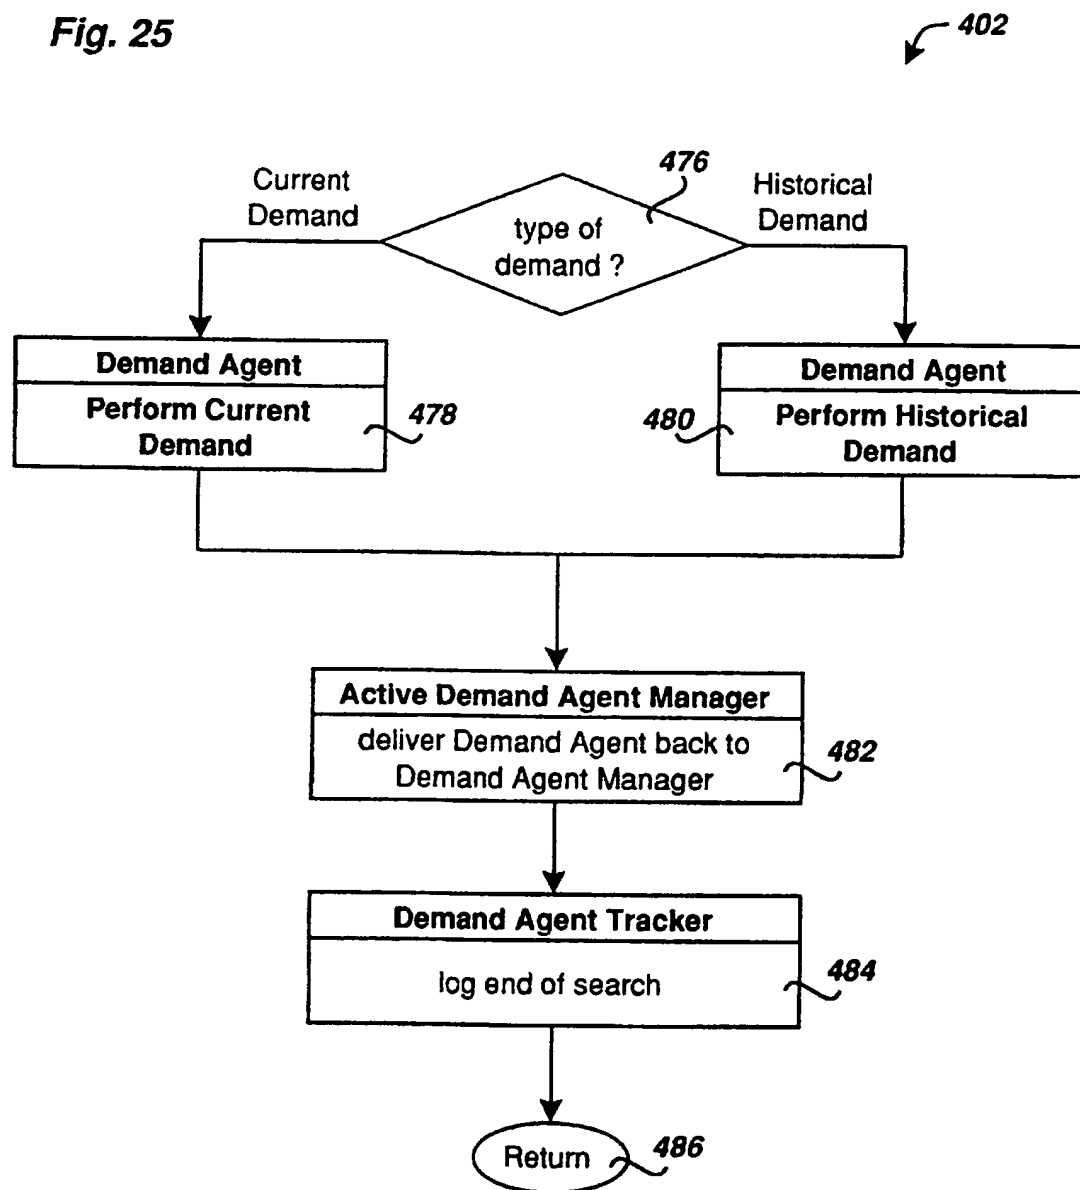 Fig. 25
402
476
Current
Demand
Historical
Demand
type of
demand ?
Demand Agent
Perform Current
Demand
478
Demand Agent
480
Perform Historical
Demand
Active Demand Agent Manager
deliver Demand Agent back to
Demand Agent Manager
482
Demand Agent Tracker
log end of search
484
Return
486